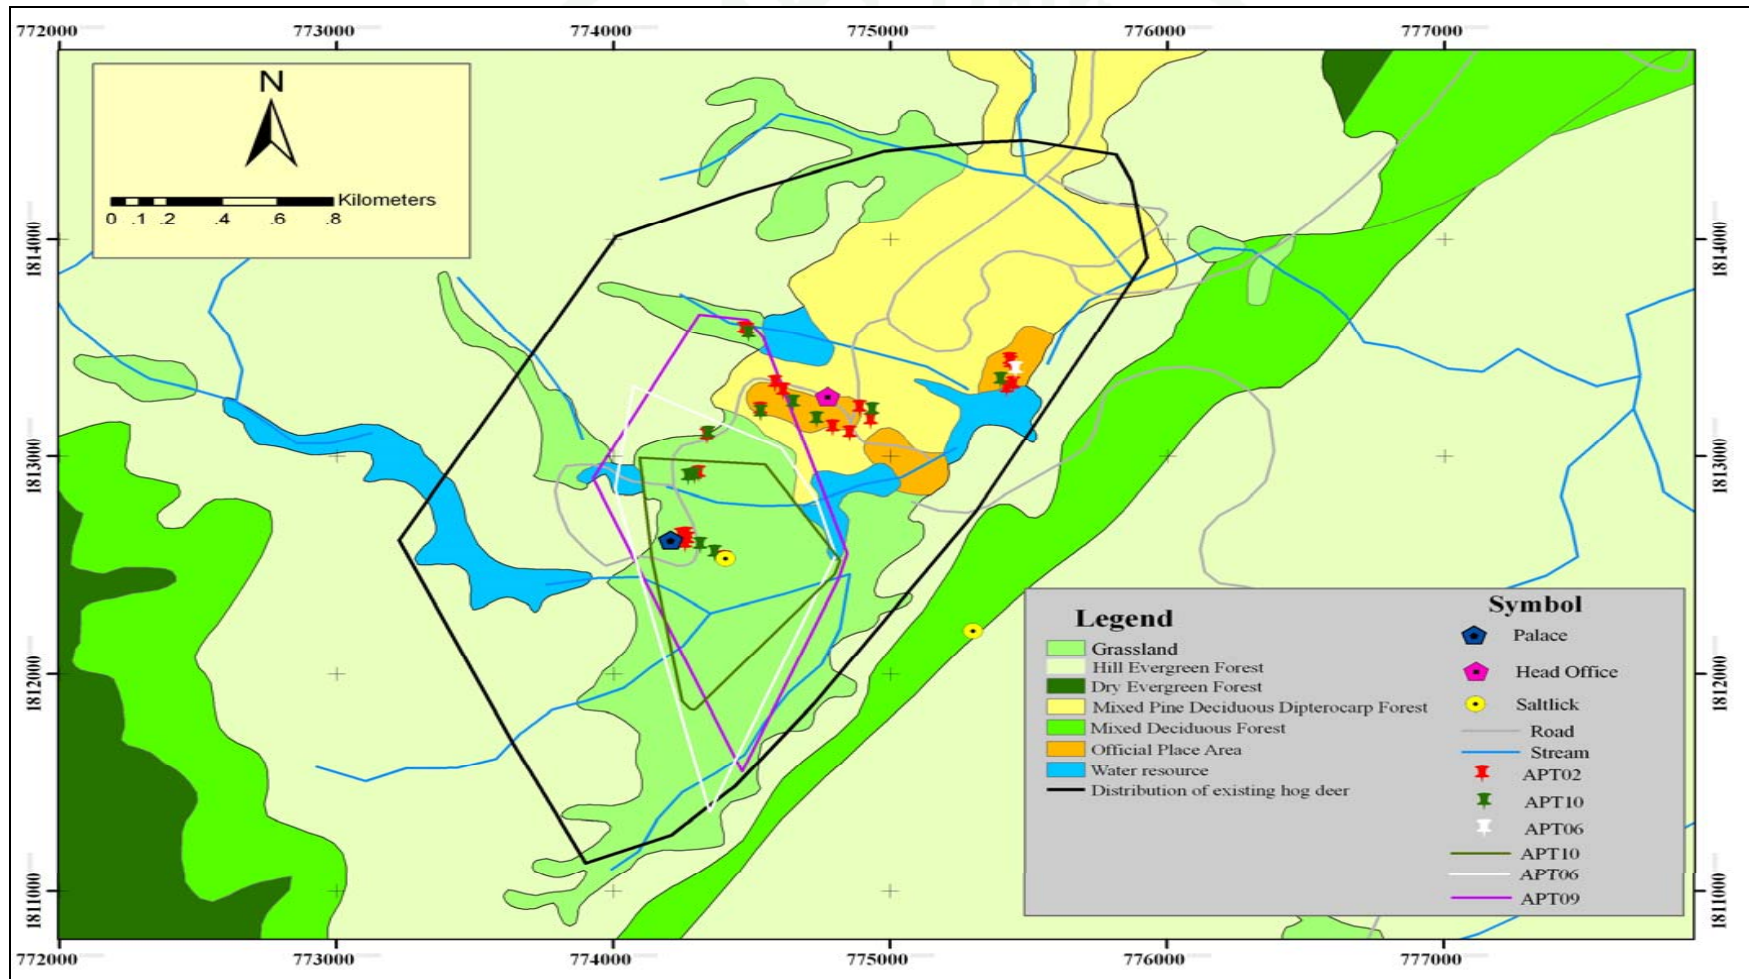 772000 773000 774000 775000 776000 777000
N
Kilometers
0 .1 .2 .4 .6 .8
1814000 1814000
1813000 1813000
1812000 1812000
1811000 1811000
Legend
Grassland
Hill Evergreen Forest
Dry Evergreen Forest
Mixed Pine Deciduous Dipterocarp Forest
Mixed Deciduous Forest
Official Place Area
Water resource
Distribution of existing hog deer
Symbol
Palace
Head Office
Saltlick
Road
Stream
APT02
APT10
APT06
APT10
APT06
APT09
772000 773000 774000 775000 776000 777000